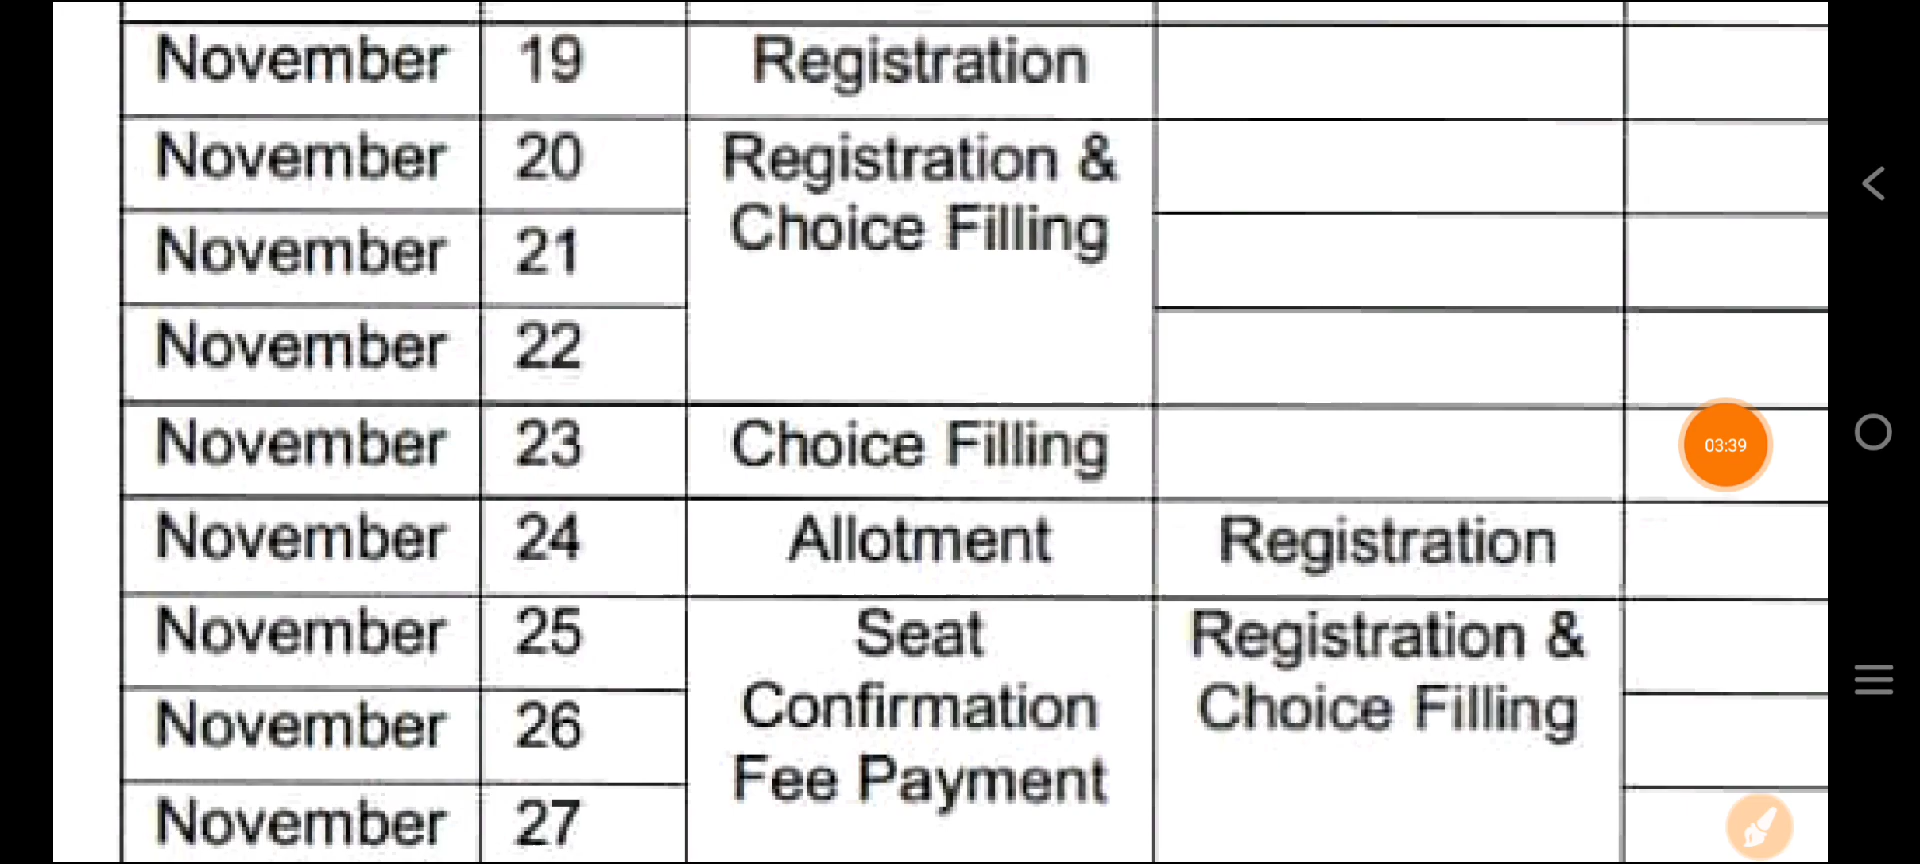 November 19 Registration
November 20 Registration &
Choice Filling
November 21
November 22
November 23 Choice Filling
03:39
November 24 Allotment Registration
November 25 Seat Registration &
November 26 Confirmation Choice Filling
Fee Payment
November 27